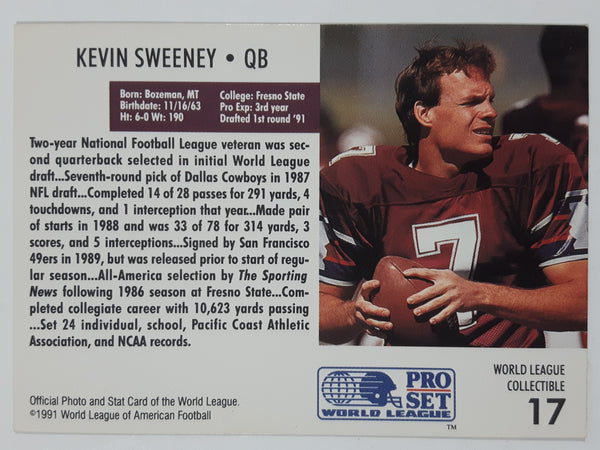 KEVIN SWEENEY • QB
Born: Bozeman, MT
Birthdate: 11/16/63
Ht: 6-0 Wt: 190
College: Fresno State
Pro Exp: 3rd year
Drafted 1st round '91
Two-year National Football League veteran was sec-
ond quarterback selected in initial World League
draft...Seventh-round pick of Dallas Cowboys in 1987
NFL draft...Completed 14 of 28 passes for 291 yards, 4
touchdowns, and 1 interception that year...Made pair
of starts in 1988 and was 33 of 78 for 314 yards, 3
scores, and 5 interceptions...Signed by San Francisco
49ers in 1989, but was released prior to start of regu-
lar season...All-America selection by The Sporting
News following 1986 season at Fresno State...Com-
pleted collegiate career with 10,623 yards passing
...Set 24 individual, school, Pacific Coast Athletic
Association, and NCAA records.
7
Official Photo and Stat Card of the World League.
©1991 World League of American Football
PRO
SET
WORLD LEAGUE
TM
WORLD LEAGUE
COLLECTIBLE
17